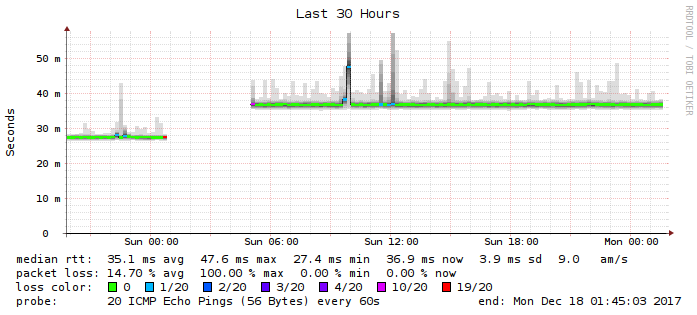 Last 30 Hours
RRDTOOL / TOBI OETIKER
Seconds
50 m
40 m
30 m
20 m
10 m
0
Sun 00:00 Sun 06:00 Sun 12:00 Sun 18:00 Mon 00:00
median rtt: 35.1 ms avg 47.6 ms max 27.4 ms min 36.9 ms now 3.9 ms sd 9.0 am/s
packet loss: 14.70 % avg 100.00 % max 0.00 % min 0.00 % now
loss color: 0 1/20 2/20 3/20 4/20 10/20 19/20
probe: 20 ICMP Echo Pings (56 Bytes) every 60s end: Mon Dec 18 01:45:03 2017